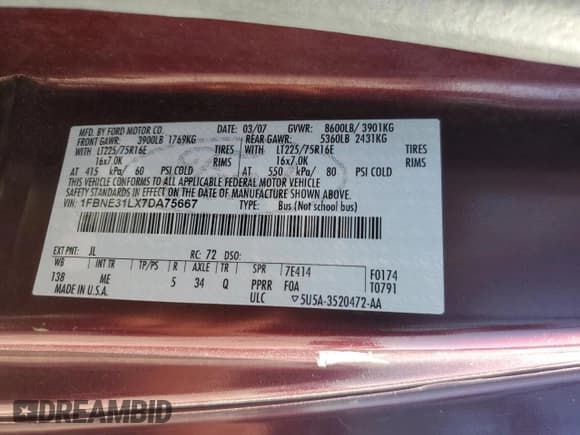 MFD. BY FORD MOTOR CO. DATE: 03/07 GVWR: 8600LB/ 3901KG
FRONT GAWR: 3900LB 1769KG REAR GAWR: 5360LB 2431KG
WITH LT225/75R16E TIRES WITH LT225/75R16E TIRES
16x7.0K RIMS 16x7.0K RIMS
AT 415 kPa/ 60 PSI COLD AT 550 kPa/ 80 PSI COLD
THIS VEHICLE CONFORMS TO ALL APPLICABLE FEDERAL MOTOR VEHICLE
SAFETY STANDARDS IN EFFECT ON THE DATE OF MANUFACTURE SHOWN ABOVE.
VIN: 1FBNE31LX7DA75667 TYPE: Bus (Not school bus)
EXT PNT: JL RC: 72 DSO:
WB INT TR TP/PS R AXLE TR SPR 7E414 F0174
138 ME 5 34 Q PPRR F0A T0791
MADE IN U.S.A. ULC 5U5A-3520472-AA
DREAMBID